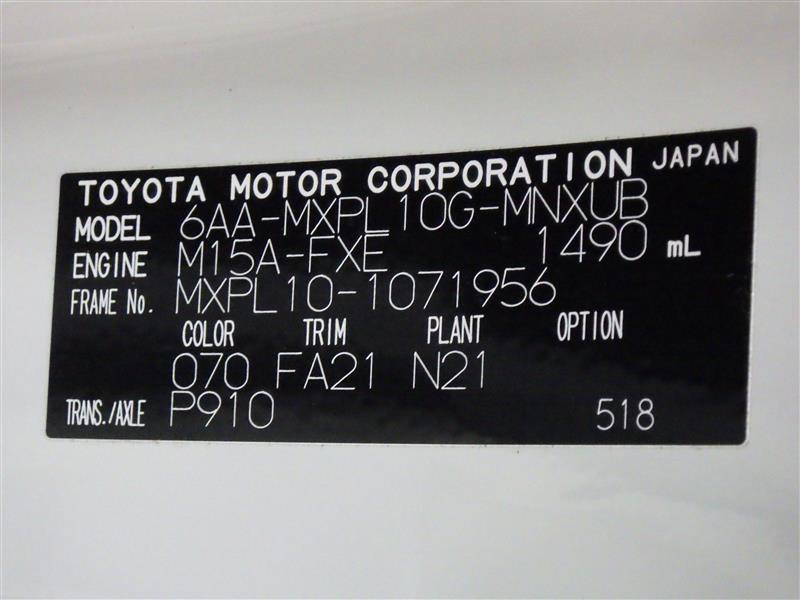 TOYOTA MOTOR CORPORATION JAPAN
MODEL 6AA-MXPL10G-MNXUB
ENGINE M15A-FXE 1490 mL
FRAME No. MXPL10-1071956
COLOR TRIM PLANT OPTION
070 FA21 N21
TRANS./AXLE P910 518